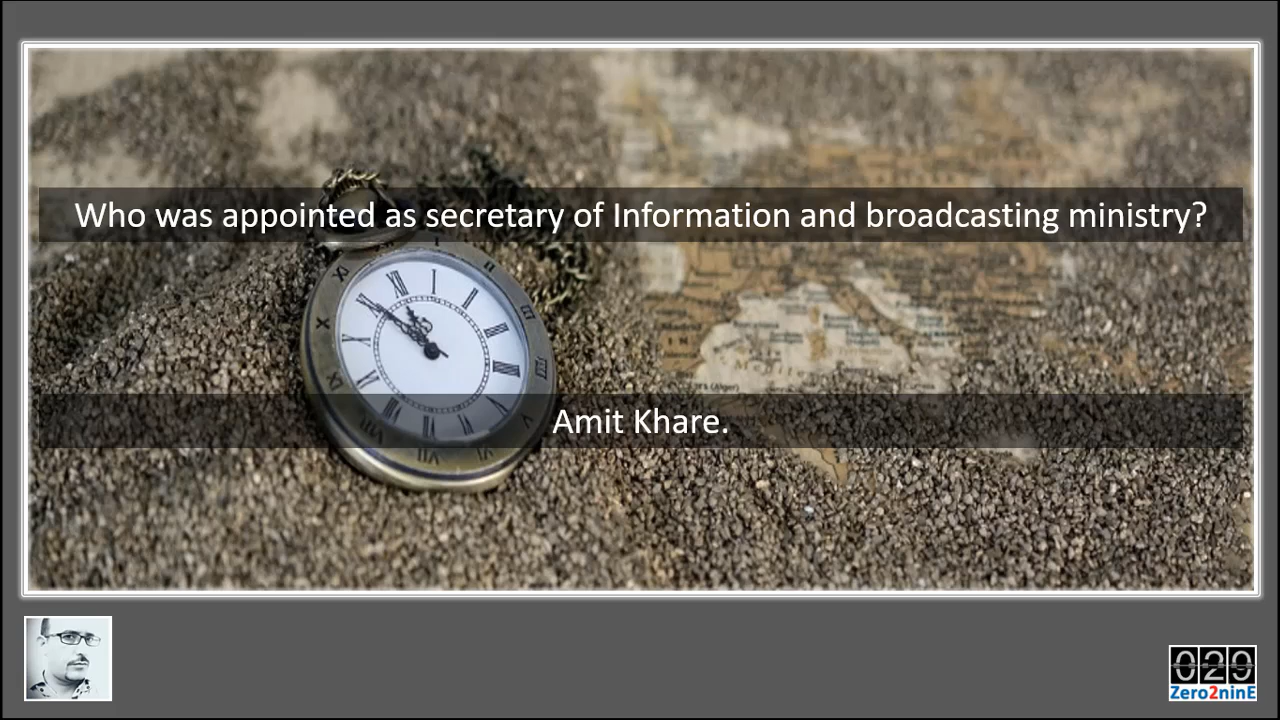 Who was appointed as secretary of Information and broadcasting ministry?
Amit Khare.
029
Zero2ninE